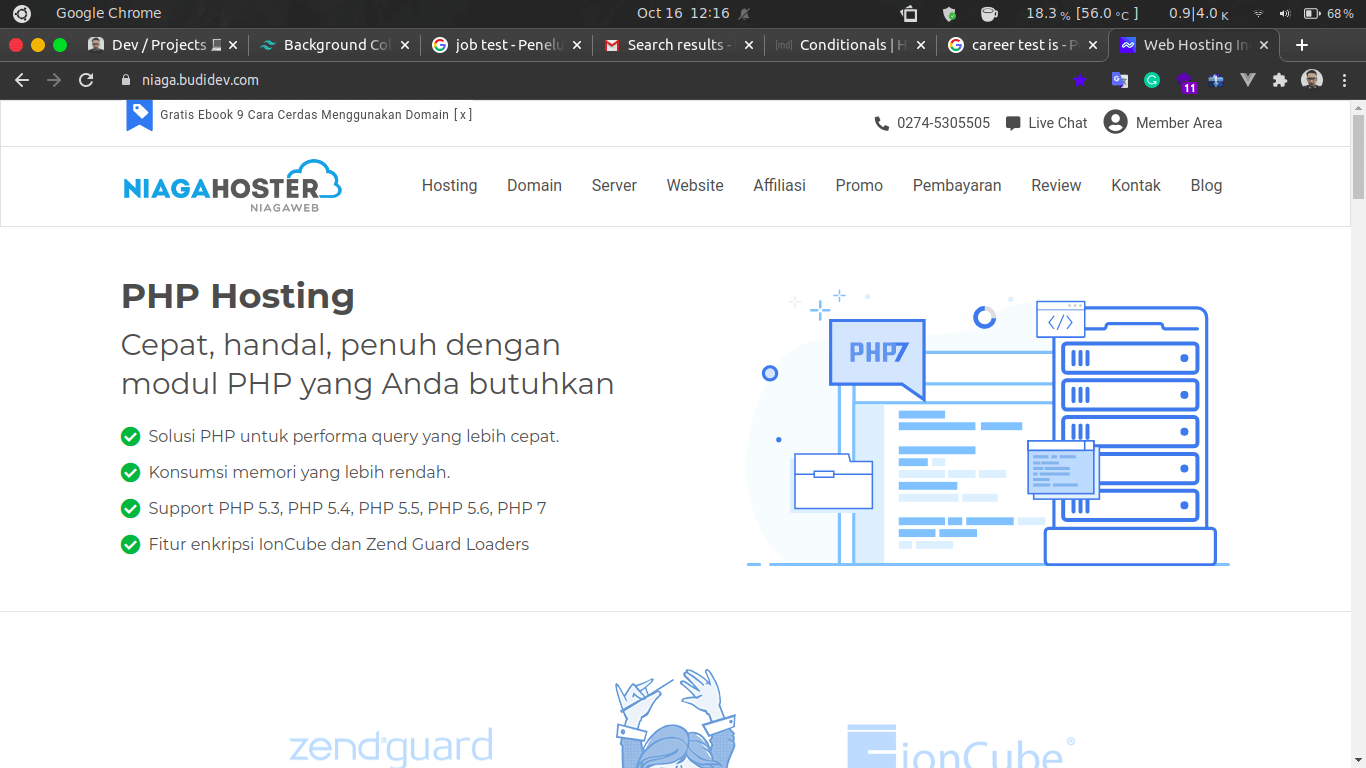 Google Chrome
Oct 16 12:16
18.3 % [56.0 °C ]
0.9|4.0 K
68 %
Dev / Projects
Background Col
job test - Penelu
Search results -
Conditionals | H
career test is - P
Web Hosting In
niaga.budidev.com
11
Gratis Ebook 9 Cara Cerdas Menggunakan Domain [ x ]
0274-5305505
Live Chat
Member Area
NIAGAHOSTER
NIAGAWEB
Hosting
Domain
Server
Website
Affiliasi
Promo
Pembayaran
Review
Kontak
Blog
PHP Hosting
Cepat, handal, penuh dengan
modul PHP yang Anda butuhkan
Solusi PHP untuk performa query yang lebih cepat.
Konsumsi memori yang lebih rendah.
Support PHP 5.3, PHP 5.4, PHP 5.5, PHP 5.6, PHP 7
Fitur enkripsi IonCube dan Zend Guard Loaders
PHP7
</>
zend guard
ionCube ®